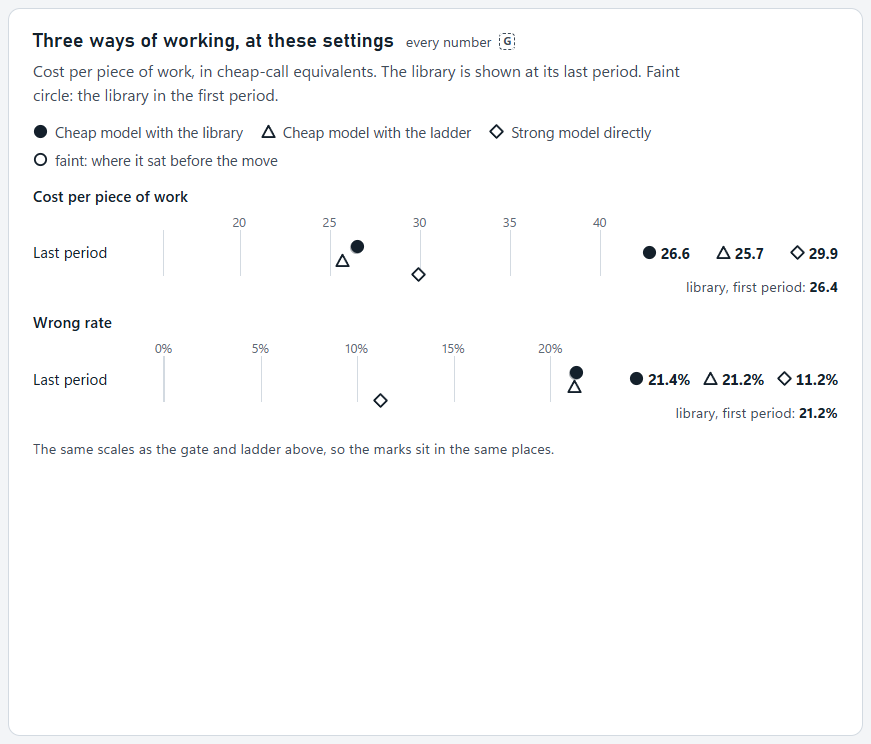 Three ways of working, at these settings every number G
Cost per piece of work, in cheap-call equivalents. The library is shown at its last period. Faint
circle: the library in the first period.
Cheap model with the library Cheap model with the ladder Strong model directly
faint: where it sat before the move
Cost per piece of work
20 25 30 35 40
Last period 26.6 25.7 29.9
library, first period: 26.4
Wrong rate
0% 5% 10% 15% 20%
Last period 21.4% 21.2% 11.2%
library, first period: 21.2%
The same scales as the gate and ladder above, so the marks sit in the same places.